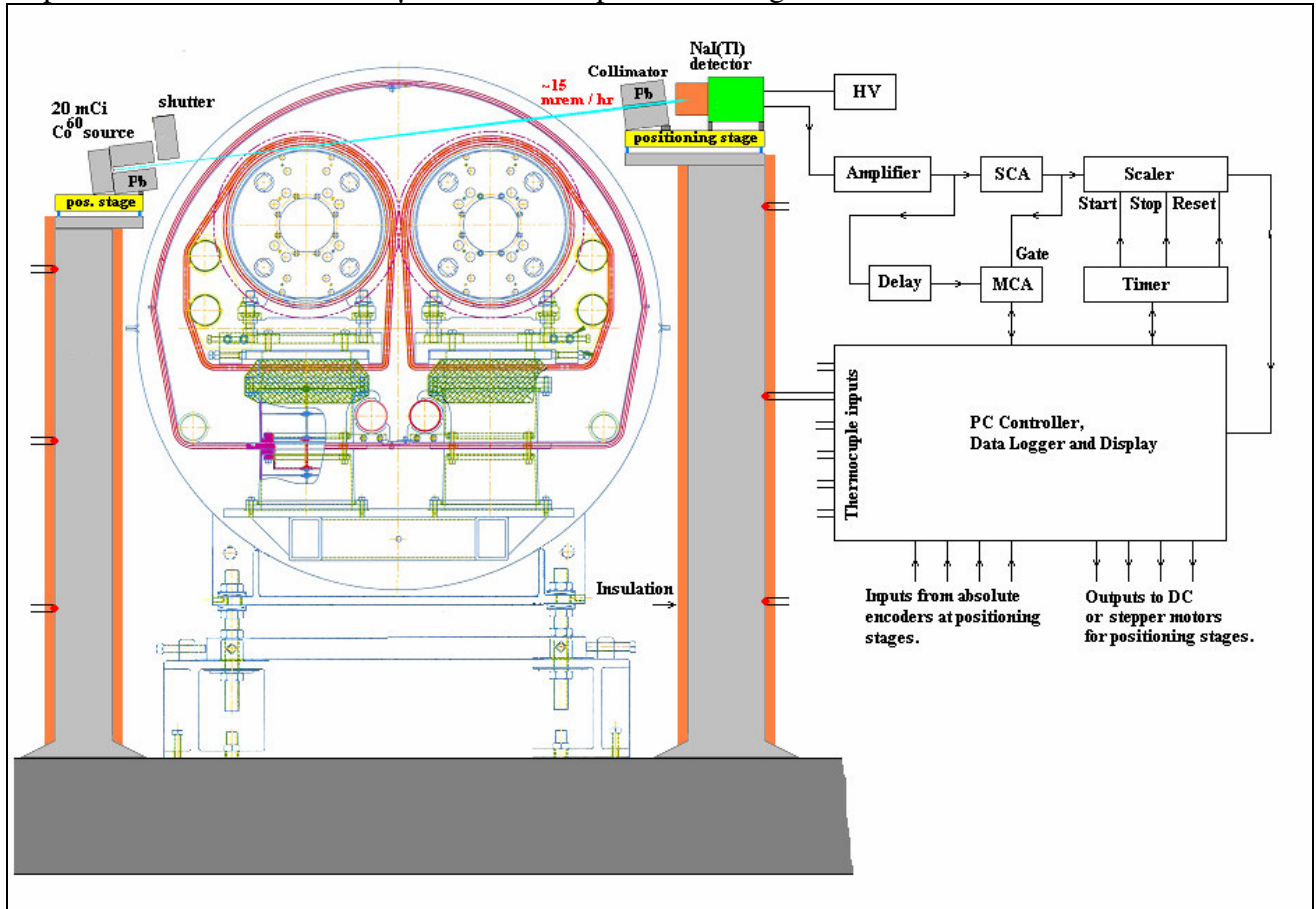 NaI(Tl)
detector
Collimator
Pb
~15
mrem / hr
HV
shutter
20 mCi
Co60 source
Pb
pos. stage
positioning stage
Amplifier
SCA
Scaler
Start
Stop
Reset
Gate
Delay
MCA
Timer
Thermocuple inputs
PC Controller,
Data Logger and Display
Insulation
Inputs from absolute
encoders at positioning
stages.
Outputs to DC
or stepper motors
for positioning stages.